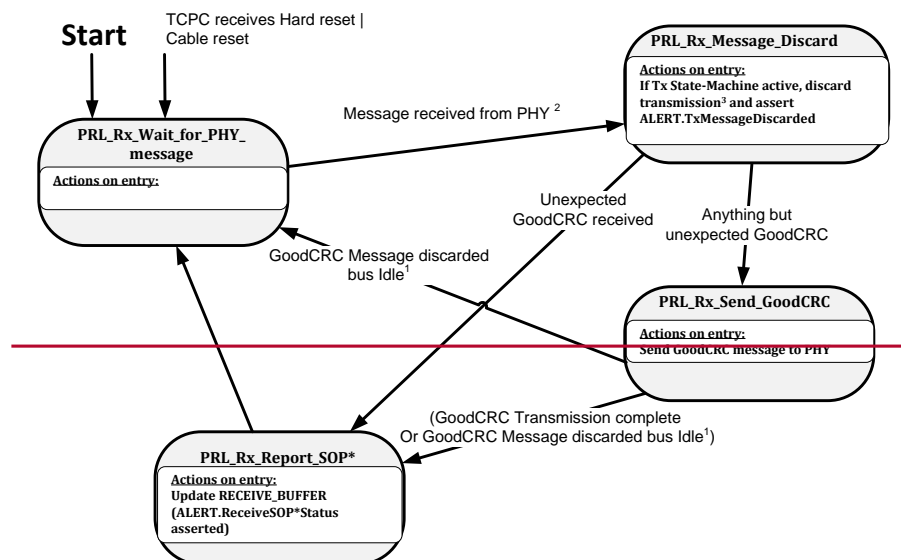 Start
TCPC receives Hard reset |
Cable reset
PRL_Rx_Wait_for_PHY_
message
Actions on entry:
Message received from PHY 2
PRL_Rx_Message_Discard
Actions on entry:
If Tx State-Machine active, discard
transmission3 and assert
ALERT.TxMessageDiscarded
Unexpected
GoodCRC received
Anything but
unexpected GoodCRC
GoodCRC Message discarded
bus Idle1
PRL_Rx_Send_GoodCRC
Actions on entry:
Send GoodCRC message to PHY
(GoodCRC Transmission complete
Or GoodCRC Message discarded bus Idle1)
PRL_Rx_Report_SOP*
Actions on entry:
Update RECEIVE_BUFFER
(ALERT.ReceiveSOP*Status
asserted)